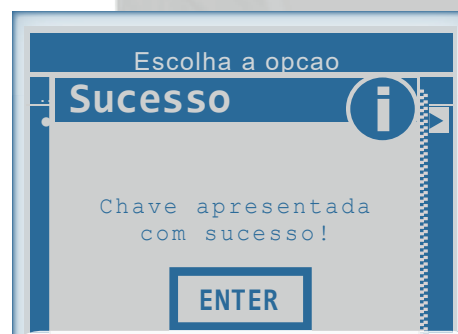 Escolha a opcao
Sucesso
Chave apresentada
com sucesso!
ENTER